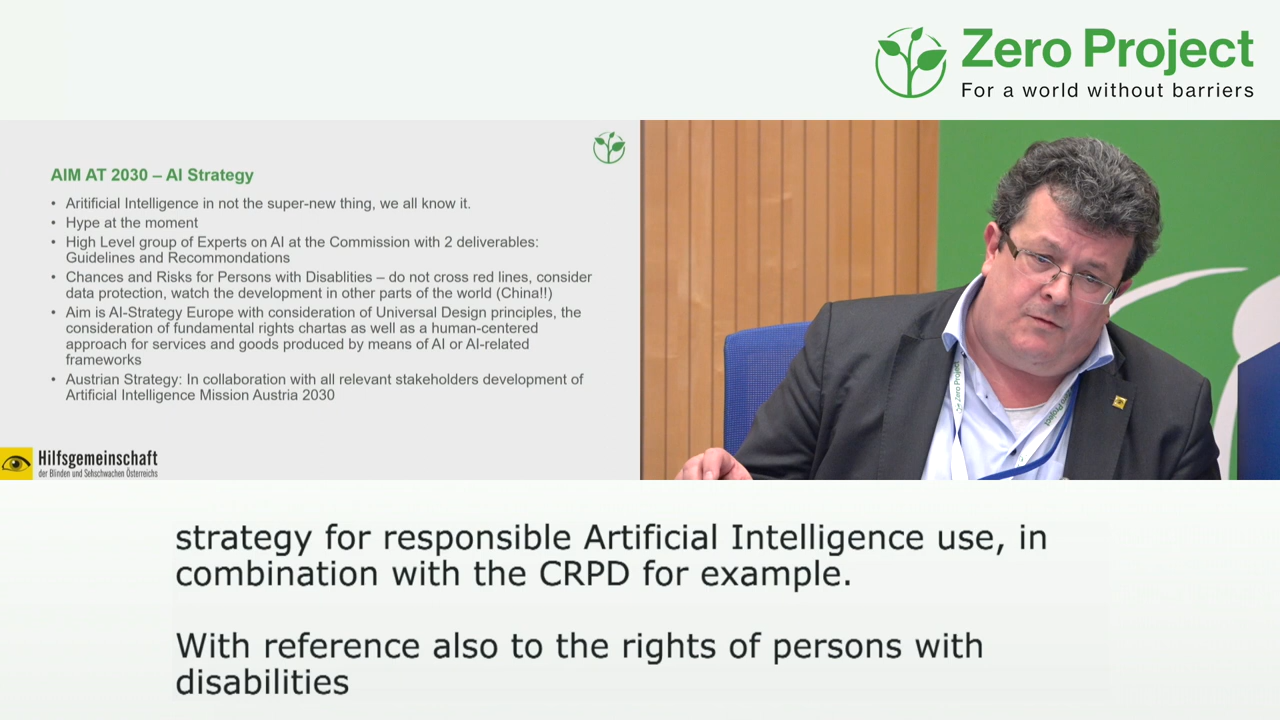 Zero Project
For a world without barriers
AIM AT 2030 – AI Strategy
• Aritificial Intelligence in not the super-new thing, we all know it.
• Hype at the moment
• High Level group of Experts on AI at the Commission with 2 deliverables:
Guidelines and Recommondations
• Chances and Risks for Persons with Disablities – do not cross red lines, consider
data protection, watch the development in other parts of the world (China!!)
• Aim is AI-Strategy Europe with consideration of Universal Design principles, the
consideration of fundamental rights chartas as well as a human-centered
approach for services and goods produced by means of AI or AI-related
frameworks
• Austrian Strategy: In collaboration with all relevant stakeholders development of
Artificial Intelligence Mission Austria 2030
Hilfsgemeinschaft
der Blinden und Sehschwachen Österreichs
Zero Project
Zero Project
strategy for responsible Artificial Intelligence use, in
combination with the CRPD for example.
With reference also to the rights of persons with
disabilities